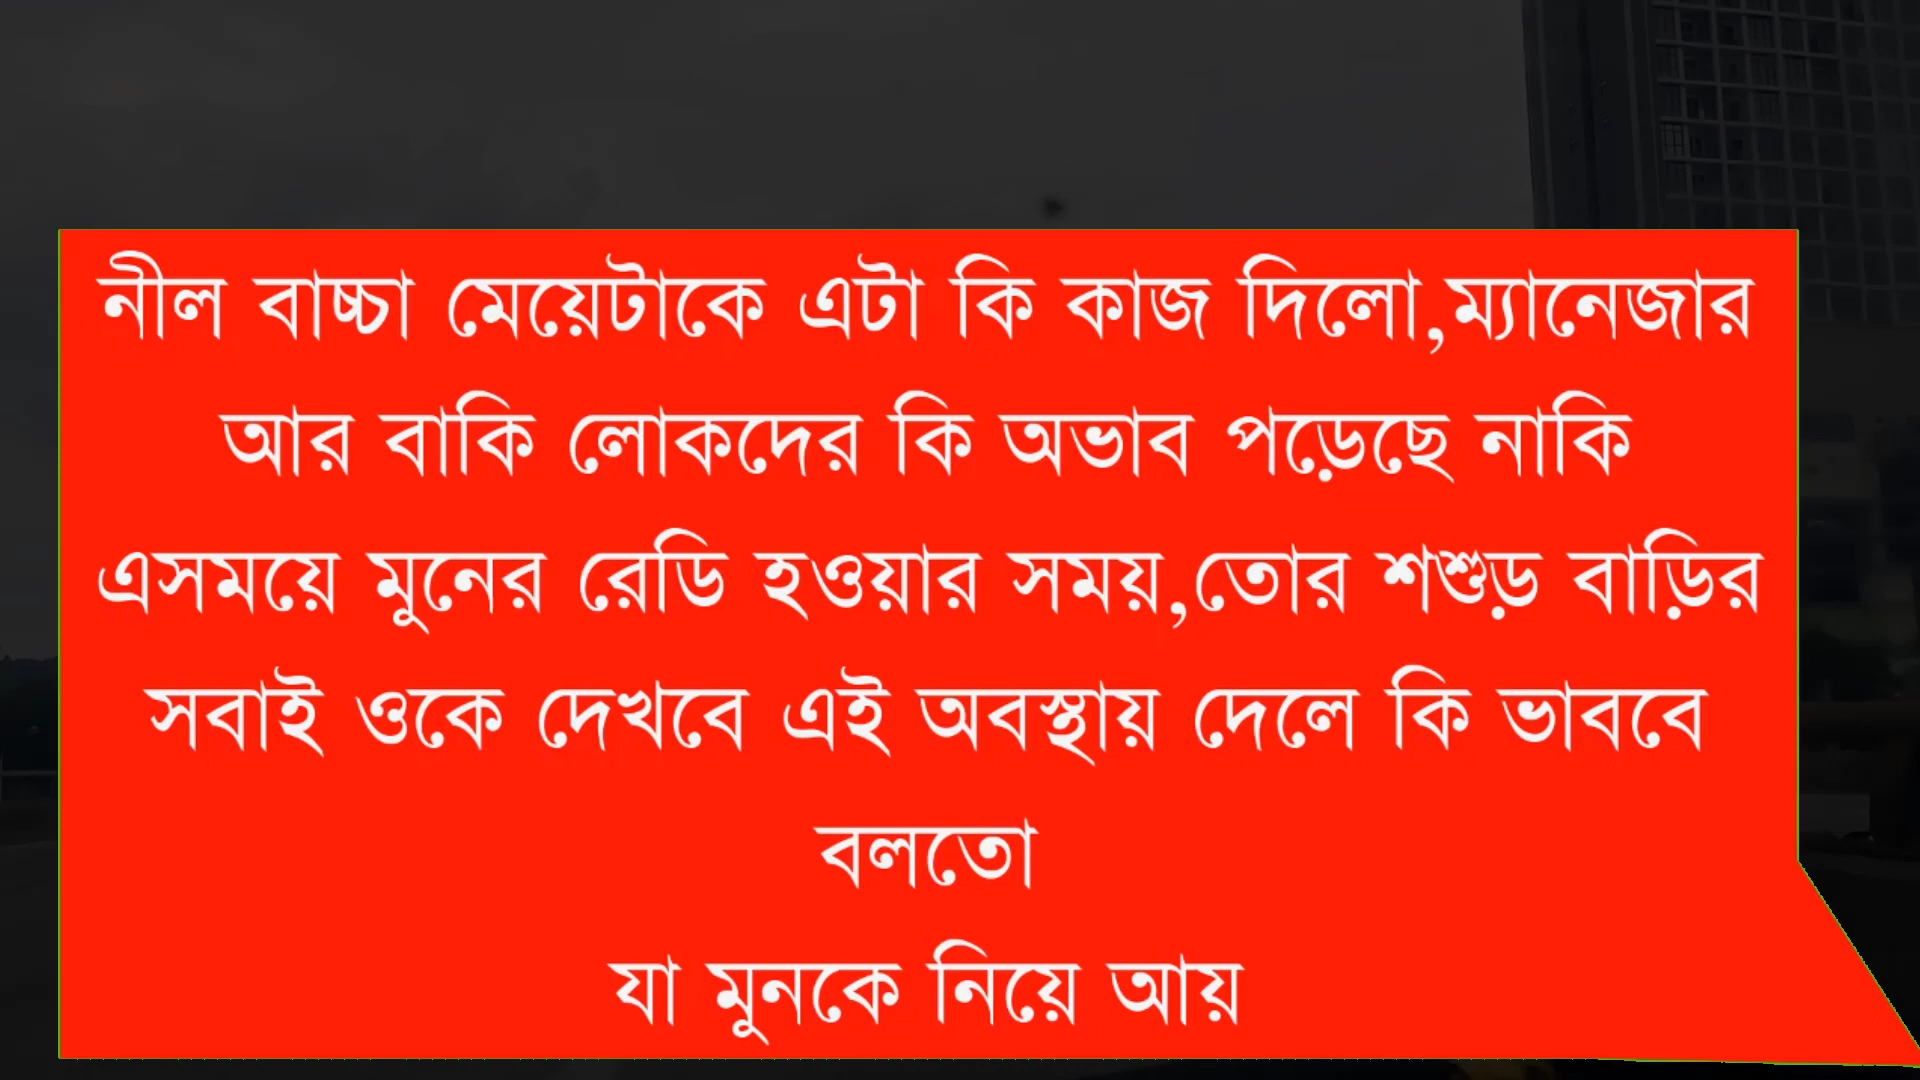 নীল বাচ্চা মেয়েটাকে এটা কি কাজ দিলো,ম্যানেজার
আর বাকি লোকদের কি অভাব পড়েছে নাকি
এসময়ে মুনের রেডি হওয়ার সময়,তোর শশুড় বাড়ির
সবাই ওকে দেখবে এই অবস্থায় দেলে কি ভাববে
বলতো
যা মুনকে নিয়ে আয়